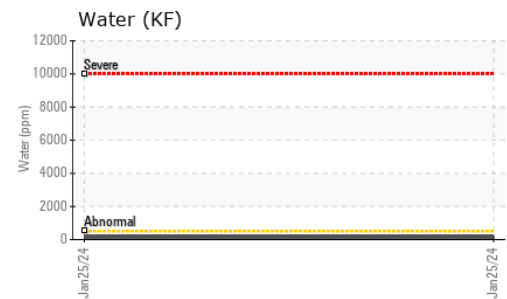 Water (KF)
12000
Severe
10000
8000
Water (ppm)
6000
4000
2000
Abnormal
0
Jan25/24
Jan25/24